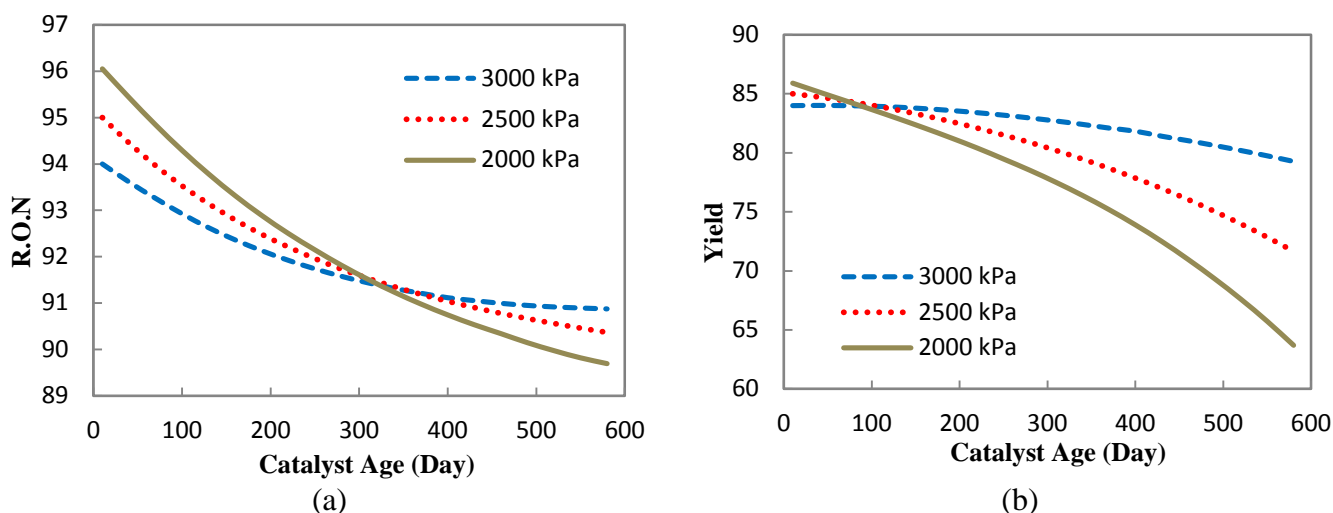 97
96
95
94
93
92
91
90
89
R.O.N
3000 kPa
2500 kPa
2000 kPa
0 100 200 300 400 500 600
Catalyst Age (Day)
(a)
90
85
80
75
70
65
60
Yield
3000 kPa
2500 kPa
2000 kPa
0 100 200 300 400 500 600
Catalyst Age (Day)
(b)